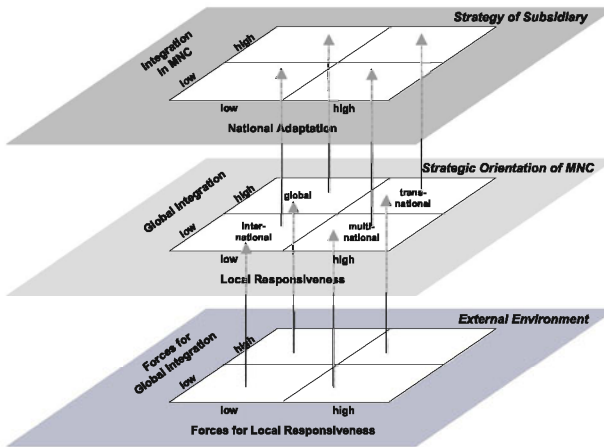 Strategy of Subsidiary
Integration
in MNC
high
low
low
high
National Adaptation
Strategic Orientation of MNC
Global Integration
high
low
global
trans-
national
inter-
national
multi-
national
low
high
Local Responsiveness
External Environment
Forces for
Global Integration
high
low
low
high
Forces for Local Responsiveness